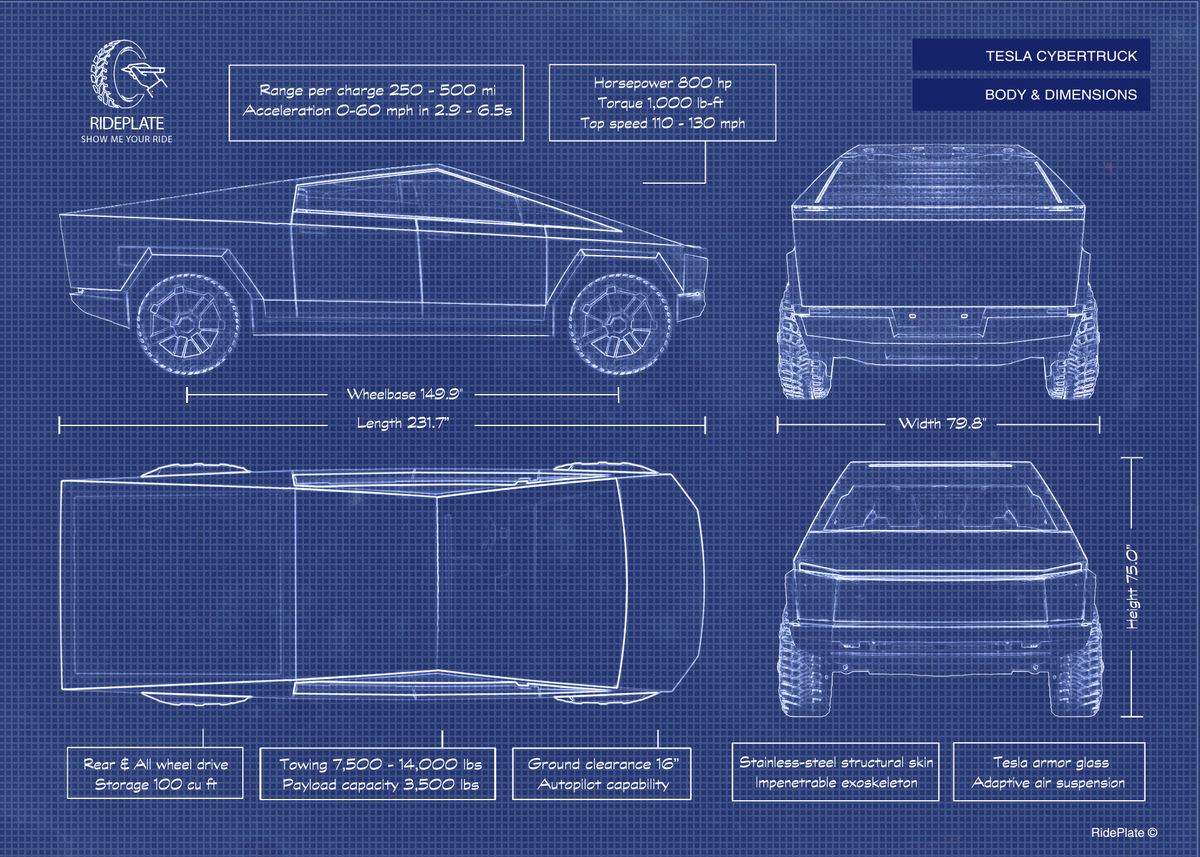 RIDEPLATE
SHOW ME YOUR RIDE
Range per charge 250 - 500 mi
Acceleration 0-60 mph in 2.9 - 6.5s
Horsepower 800 hp
Torque 1,000 lb-ft
Top speed 110 - 130 mph
TESLA CYBERTRUCK
BODY & DIMENSIONS
Wheelbase 149.9"
Length 231.7"
Width 79.8"
Height 75.0"
Rear & All wheel drive
Storage 100 cu ft
Towing 7,500 - 14,000 lbs
Payload capacity 3,500 lbs
Ground clearance 16"
Autopilot capability
Stainless-steel structural skin
Impenetrable exoskeleton
Tesla armor glass
Adaptive air suspension
RidePlate ©